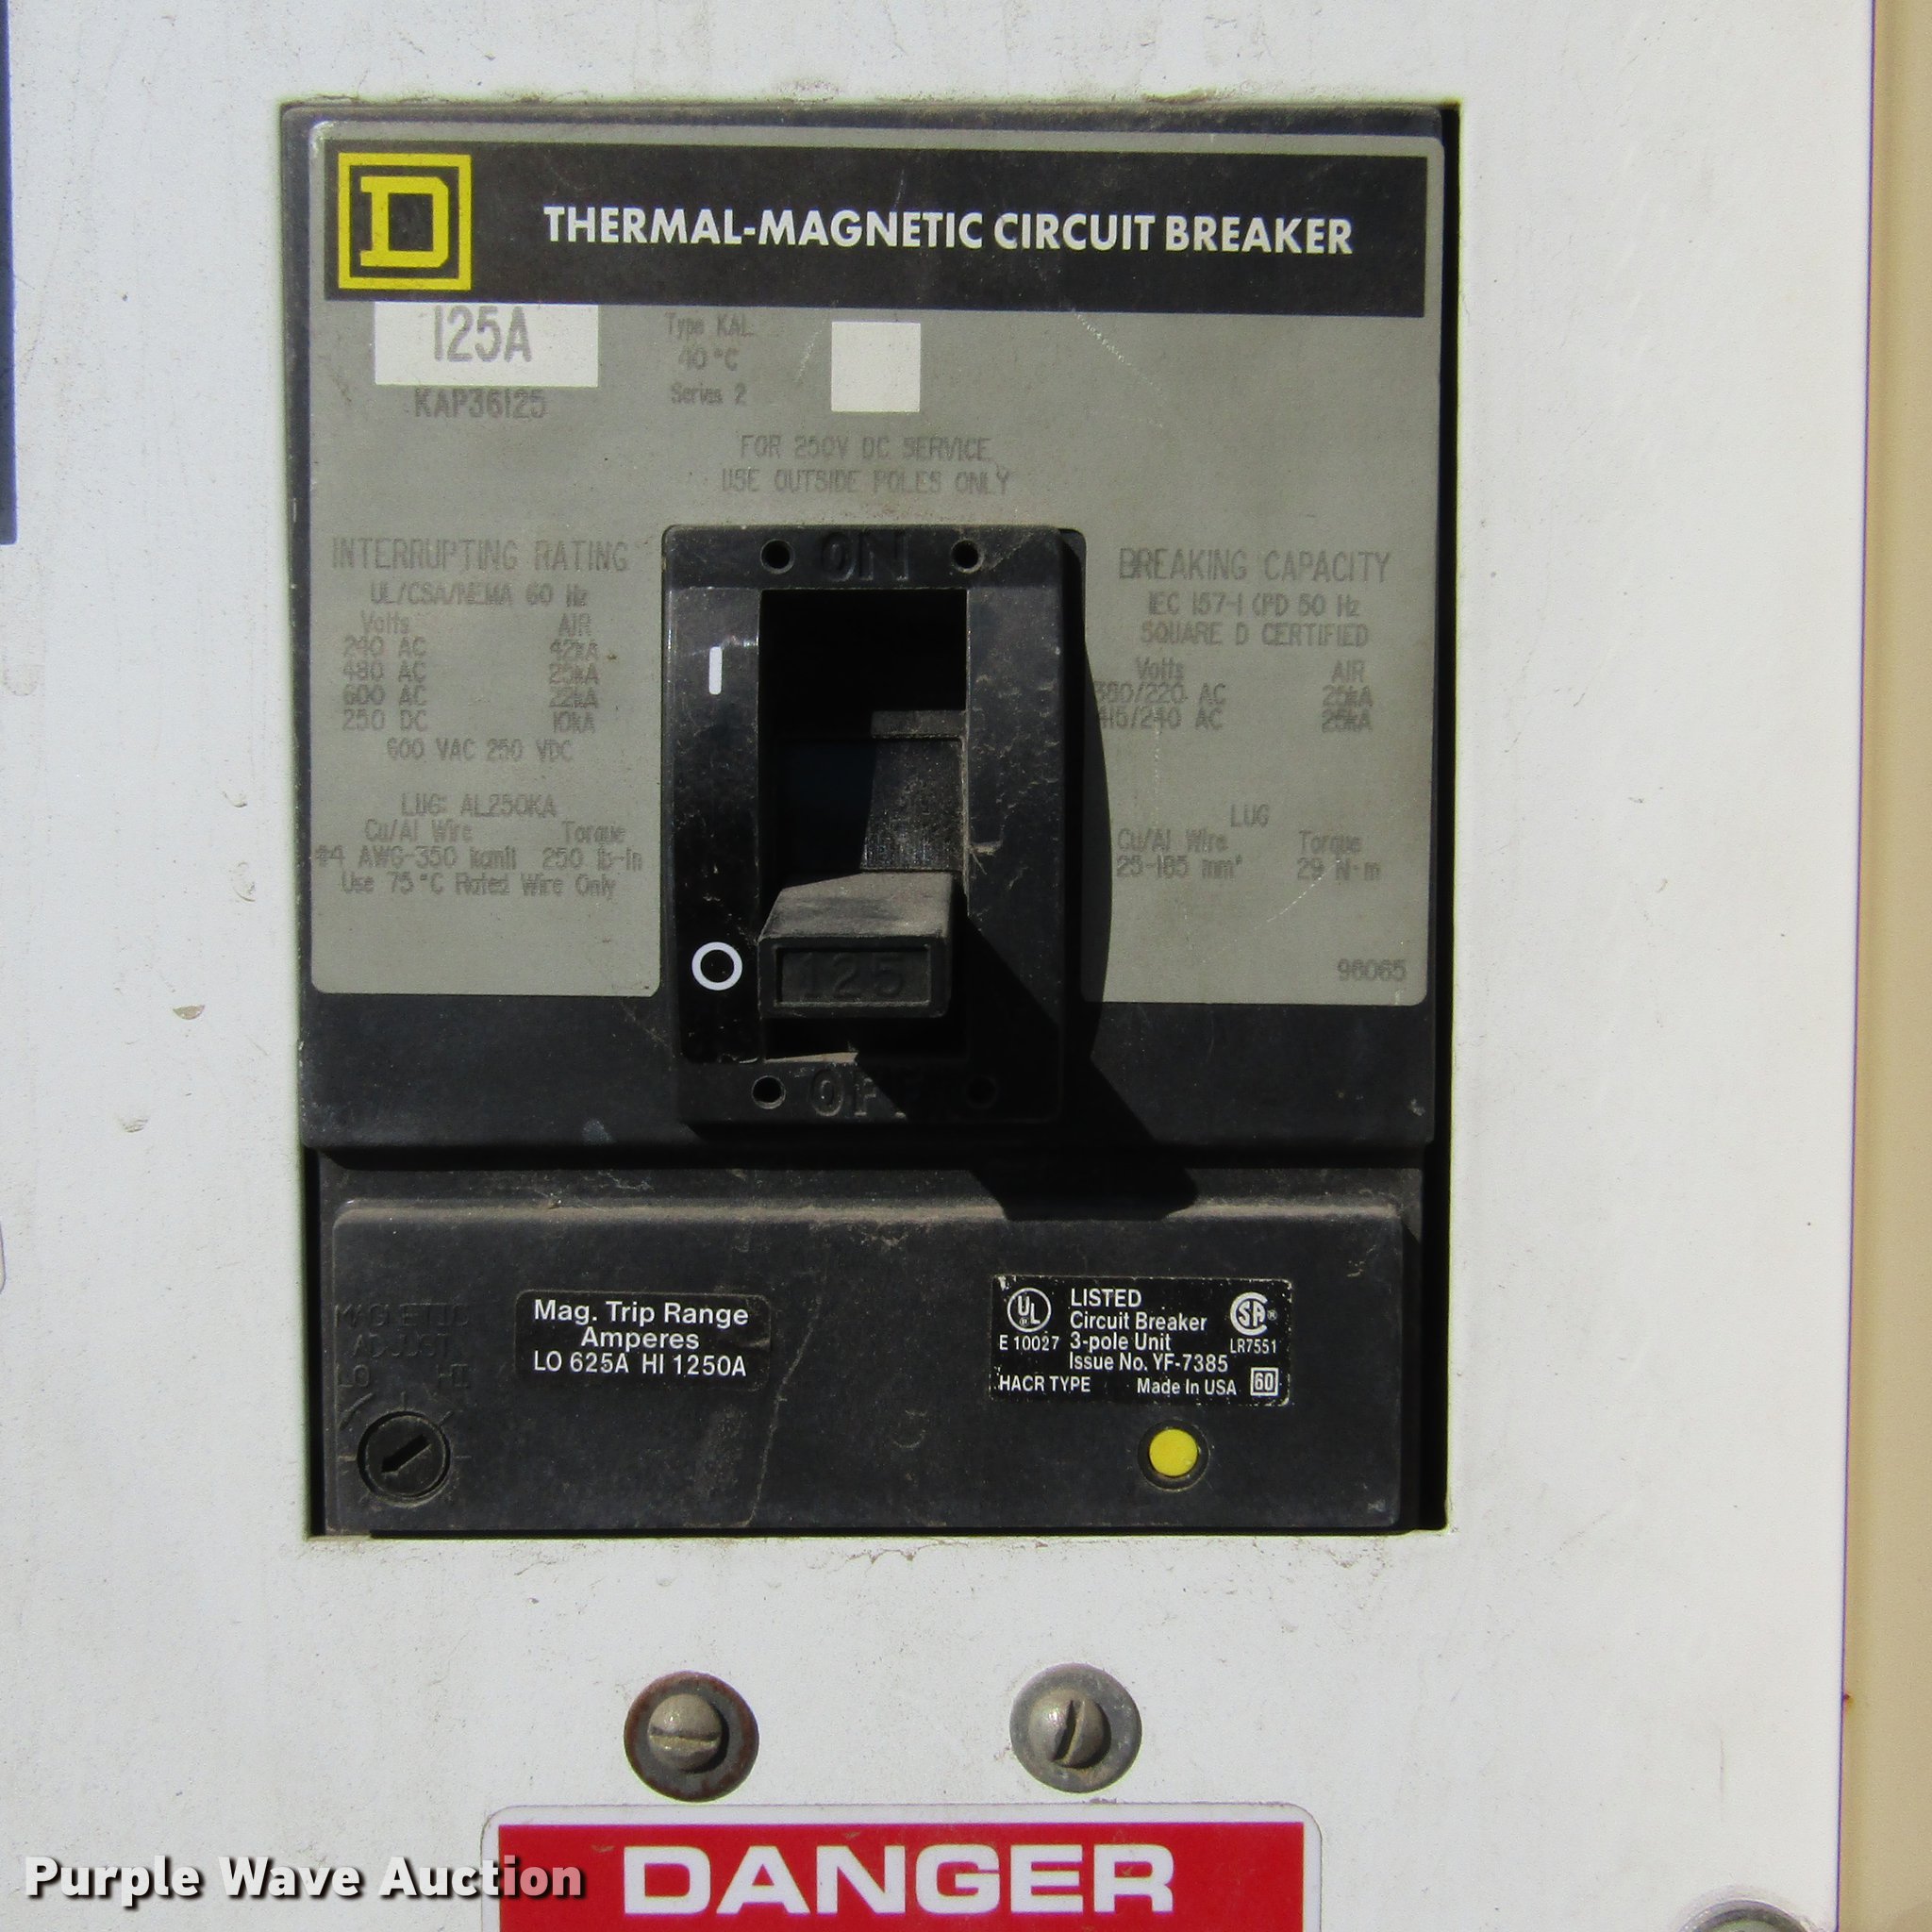 D
THERMAL-MAGNETIC CIRCUIT BREAKER
125A
KAP36125
Type KAL
40°C
Series 2
FOR 250V DC SERVICE
USE OUTSIDE POLES ONLY
INTERRUPTING RATING
UL/CSA/NEMA 60 Hz
Volts AIR
240 AC 42kA
480 AC 25kA
600 AC 22kA
250 DC 10kA
600 VAC 250 VDC
LUG: AL250KA
Cu/Al Wire Torque
#4 AWG-350 kcmil 250 lb-in
Use 75°C Rated Wire Only
ON
I
O
125
OFF
BREAKING CAPACITY
IEC 157-1 (PD 50 Hz
SQUARE D CERTIFIED
Volts AIR
380/220 AC 25kA
415/240 AC 25kA
LUG
Cu/Al Wire Torque
25-185 mm² 29 N-m
96065
MAGNETIC
ADJUST
LO HI
Mag. Trip Range
Amperes
LO 625A HI 1250A
UL LISTED SA
Circuit Breaker
E 10027 3-pole Unit LR7551
Issue No. YF-7385
HACR TYPE Made In USA 60
DANGER
Purple Wave Auction